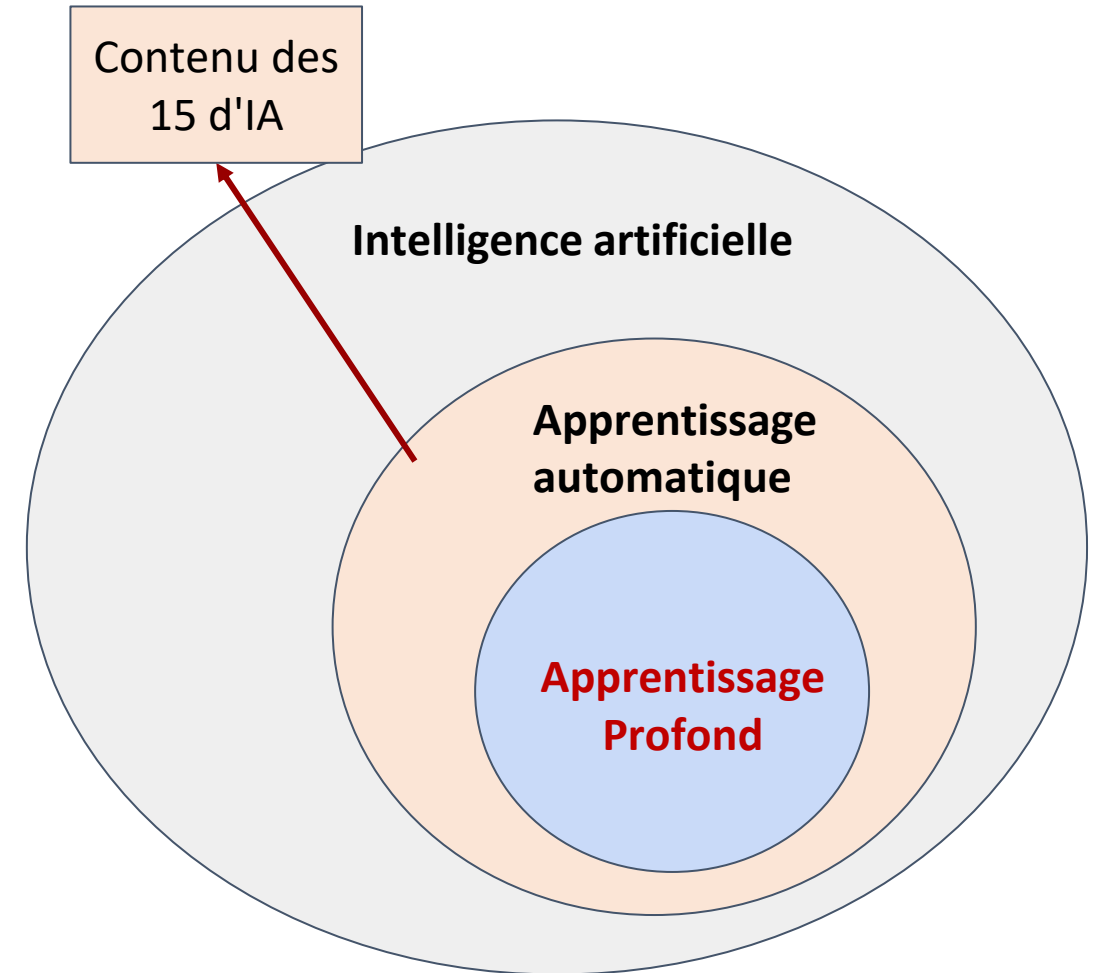 Contenu des
15 d'IA
Intelligence artificielle
Apprentissage
automatique
Apprentissage
Profond